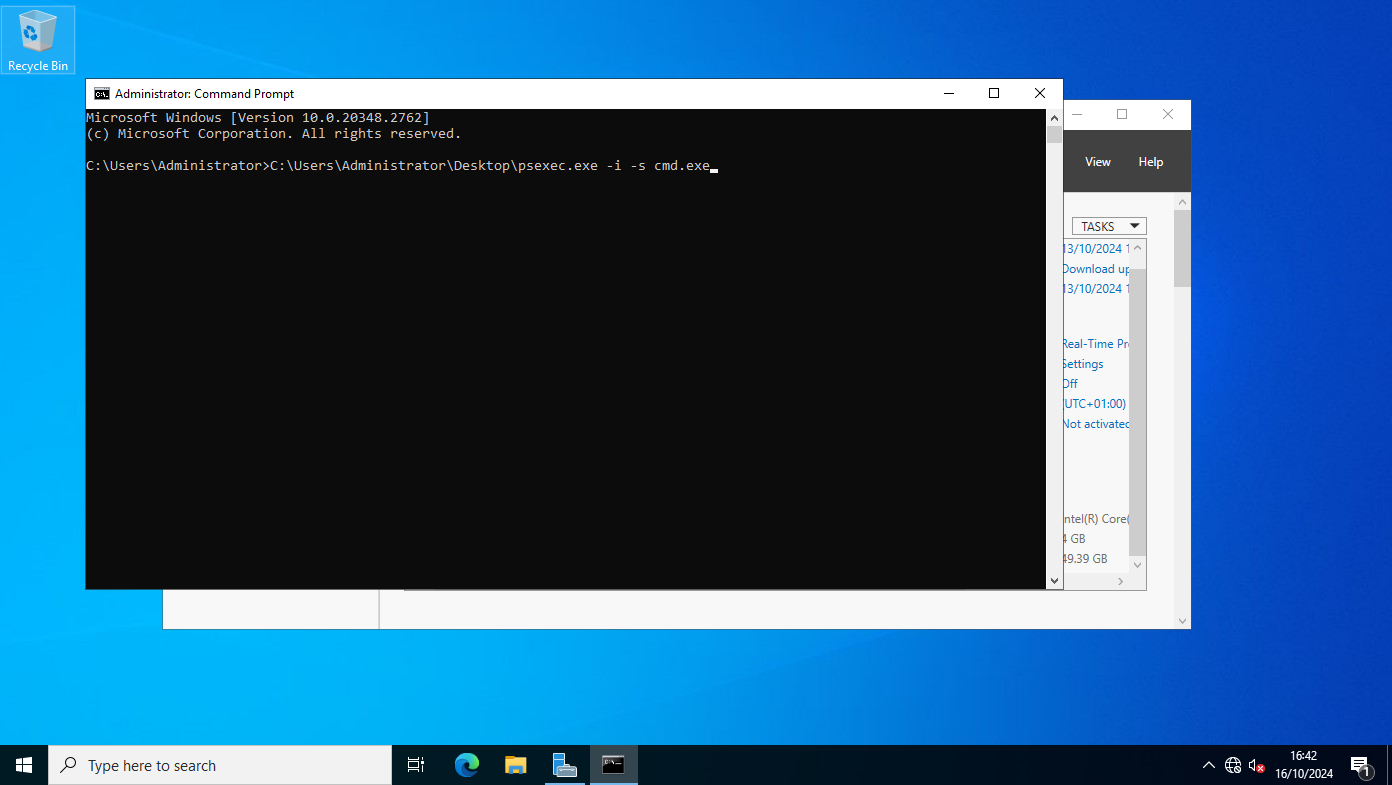 Recycle Bin
Administrator: Command Prompt
Microsoft Windows [Version 10.0.20348.2762]
(c) Microsoft Corporation. All rights reserved.
C:\Users\Administrator>C:\Users\Administrator\Desktop\psexec.exe -i -s cmd.exe
View Help
TASKS
13/10/2024 1
Download up
13/10/2024 1
Real-Time Pr
Settings
Off
(UTC+01:00)
Not activated
Intel(R) Core(
4 GB
49.39 GB
Type here to search
16:42
16/10/2024
1